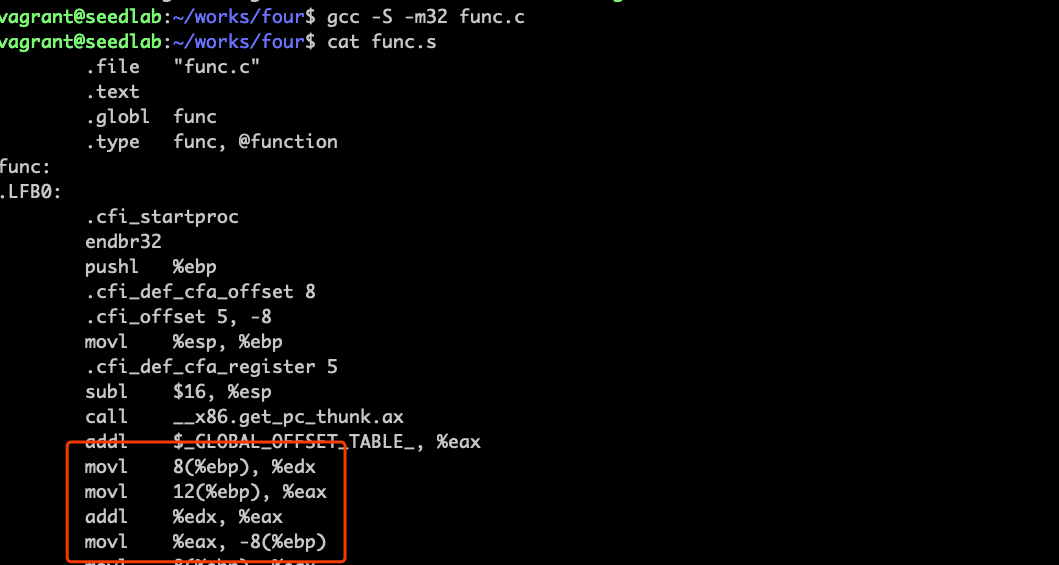 vagrant@seedlab:~/works/four$ gcc -S -m32 func.c
vagrant@seedlab:~/works/four$ cat func.s
.file "func.c"
.text
.globl func
.type func, @function
func:
.LFB0:
.cfi_startproc
endbr32
pushl %ebp
.cfi_def_cfa_offset 8
.cfi_offset 5, -8
movl %esp, %ebp
.cfi_def_cfa_register 5
subl $16, %esp
call __x86.get_pc_thunk.ax
addl $_GLOBAL_OFFSET_TABLE_, %eax
movl 8(%ebp), %edx
movl 12(%ebp), %eax
addl %edx, %eax
movl %eax, -8(%ebp)